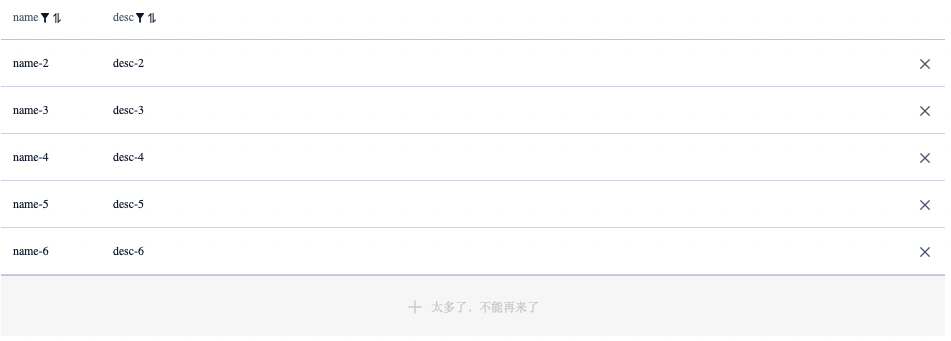 name desc
name-2 desc-2
name-3 desc-3
name-4 desc-4
name-5 desc-5
name-6 desc-6
太多了，不能再来了